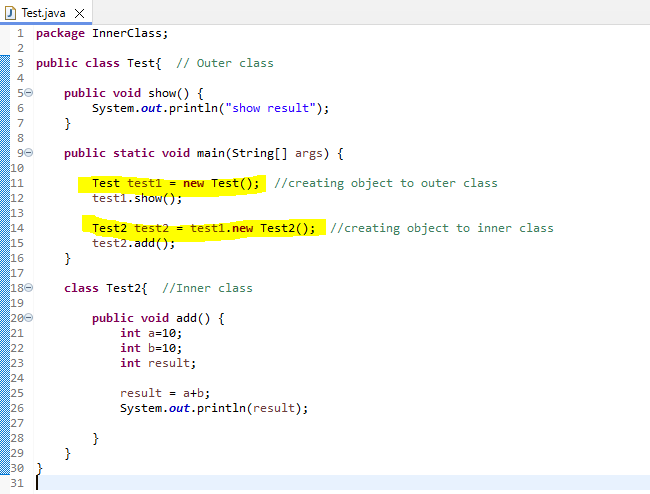 Test.java
1 package InnerClass;
2
3 public class Test{  // Outer class
4
5     public void show() {
6         System.out.println("show result");
7     }
8
9     public static void main(String[] args) {
10
11         Test test1 = new Test();  //creating object to outer class
12         test1.show();
13
14         Test2 test2 = test1.new Test2();  //creating object to inner class
15         test2.add();
16     }
17
18     class Test2{  //Inner class
19
20         public void add() {
21             int a=10;
22             int b=10;
23             int result;
24
25             result = a+b;
26             System.out.println(result);
27
28         }
29     }
30 }
31